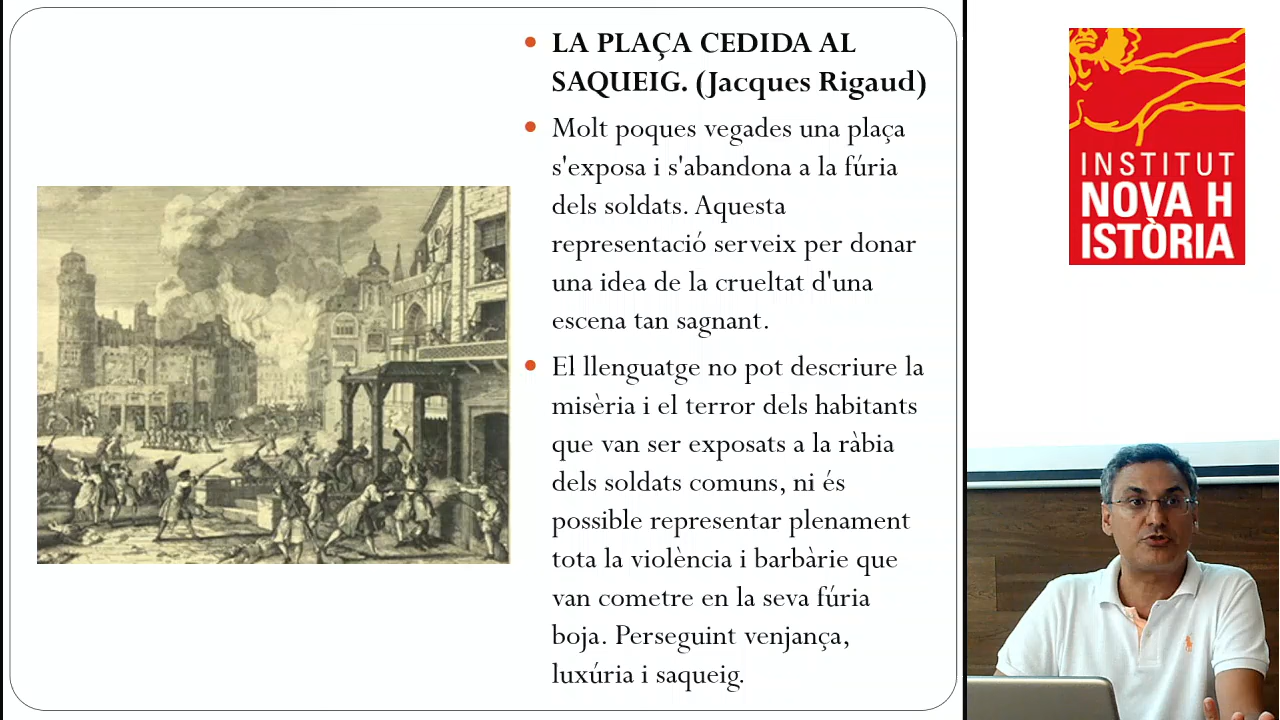 LA PLAÇA CEDIDA AL
SAQUEIG. (Jacques Rigaud)
Molt poques vegades una plaça
s'exposa i s'abandona a la fúria
dels soldats. Aquesta
representació serveix per donar
una idea de la crueltat d'una
escena tan sagnant.
El llenguatge no pot descriure la
misèria i el terror dels habitants
que van ser exposats a la ràbia
dels soldats comuns, ni és
possible representar plenament
tota la violència i barbàrie que
van cometre en la seva fúria
boja. Perseguint venjança,
luxúria i saqueig.
INSTITUT
NOVA H
ISTÒRIA